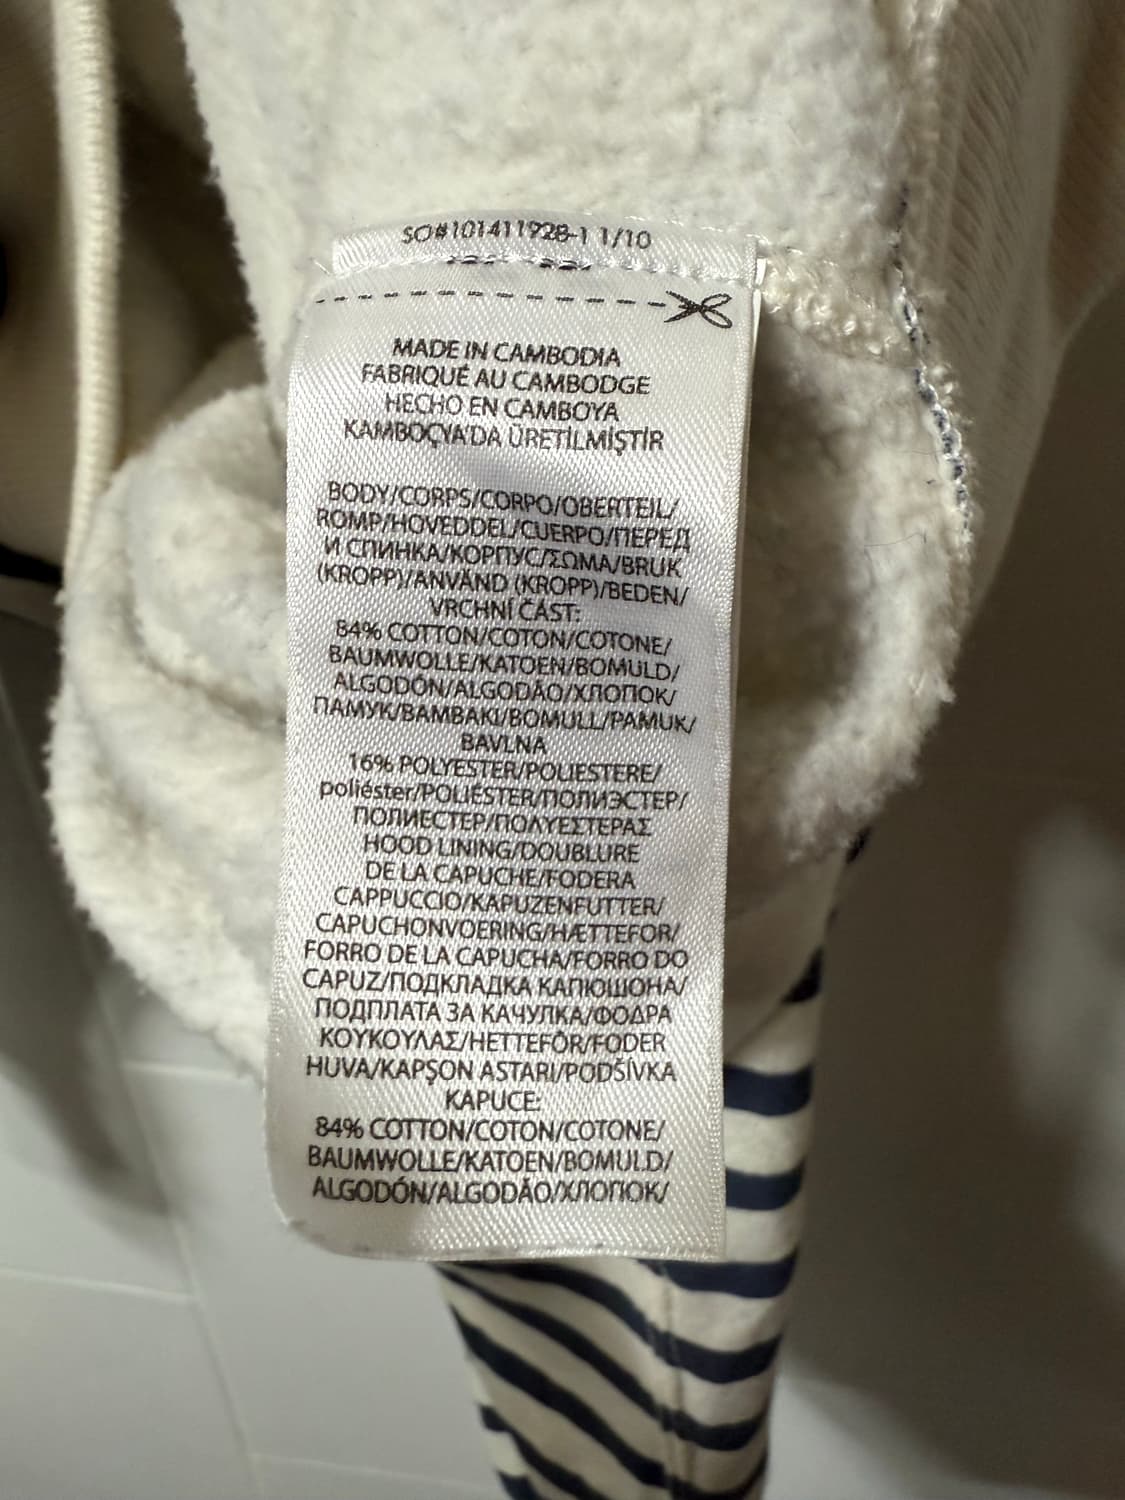 SO#101411928-1 1/10
MADE IN CAMBODIA
FABRIQUÉ AU CAMBODGE
HECHO EN CAMBOYA
KAMBOÇYA'DA ÜRETİLMİŞTİR
BODY/CORPS/CORPO/OBERTEIL/
ROMP/HOVEDDEL/CUERPO/ПЕРЕД
И СПИНКА/КОРПУС/ΣΩΜΑ/BRUK
(KROPP)/ANVÄND (KROPP)/BEDEN/
VRCHNÍ ČÁST:
84% COTTON/COTON/COTONE/
BAUMWOLLE/KATOEN/BOMULD/
ALGODÓN/ALGODÃO/ХЛОПОК/
ПАМУК/ΒΑΜΒΑΚΙ/BOMULL/PAMUK/
BAVLNA
16% POLYESTER/POLIESTERE/
poliéster/POLIÉSTER/ПОЛИЭСТЕР/
ПОЛИЕСТЕР/ΠΟΛΥΕΣΤΕΡΑΣ
HOOD LINING/DOUBLURE
DE LA CAPUCHE/FODERA
CAPPUCCIO/KAPUZENFUTTER/
CAPUCHONVOERING/HÆTTEFOR/
FORRO DE LA CAPUCHA/FORRO DO
CAPUZ/ПОДКЛАДКА КАПЮШОНА/
ПОДПЛАТА ЗА КАЧУЛКА/ΦΟΔΡΑ
ΚΟΥΚΟΥΛΑΣ/HETTEFÔR/FODER
HUVA/KAPŞON ASTARI/PODŠÍVKA
KAPUCE:
84% COTTON/COTON/COTONE/
BAUMWOLLE/KATOEN/BOMULD/
ALGODÓN/ALGODÃO/ХЛОПОК/